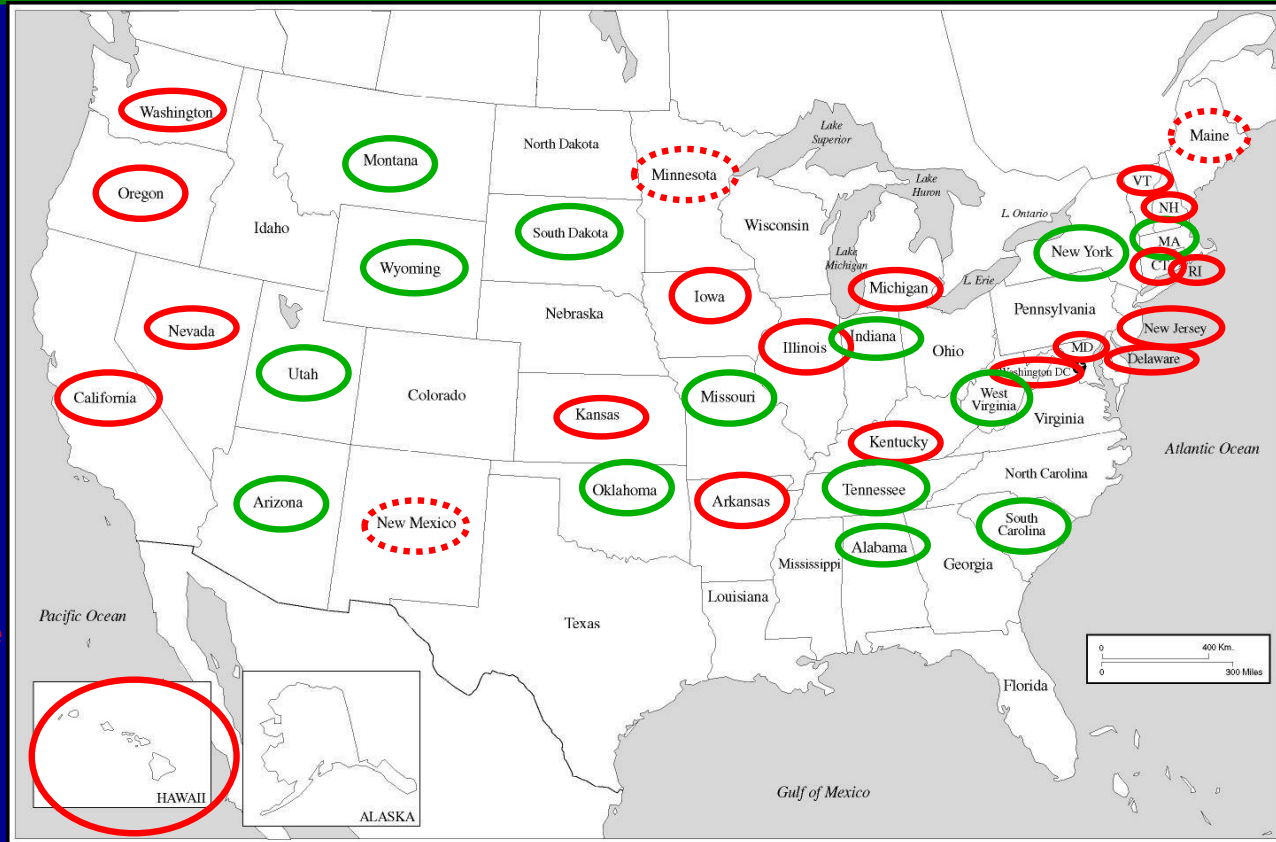 Washington
Oregon
Idaho
Montana
North Dakota
Minnesota
Lake
Superior
Lake
Huron
L. Ontario
Maine
VT
NH
MA
CT
RI
New York
South Dakota
Wyoming
Wisconsin
Lake
Michigan
Michigan
L. Erie
Nevada
Utah
Nebraska
Iowa
Illinois
Indiana
Ohio
Pennsylvania
New Jersey
MD
Delaware
Washington DC
California
Colorado
Kansas
Missouri
West
Virginia
Virginia
Kentucky
Atlantic Ocean
Arizona
New Mexico
Oklahoma
Arkansas
Tennessee
North Carolina
South
Carolina
Mississippi
Alabama
Georgia
Louisiana
Texas
Pacific Ocean
Florida
0
400 Km.
0
300 Miles
HAWAII
ALASKA
Gulf of Mexico